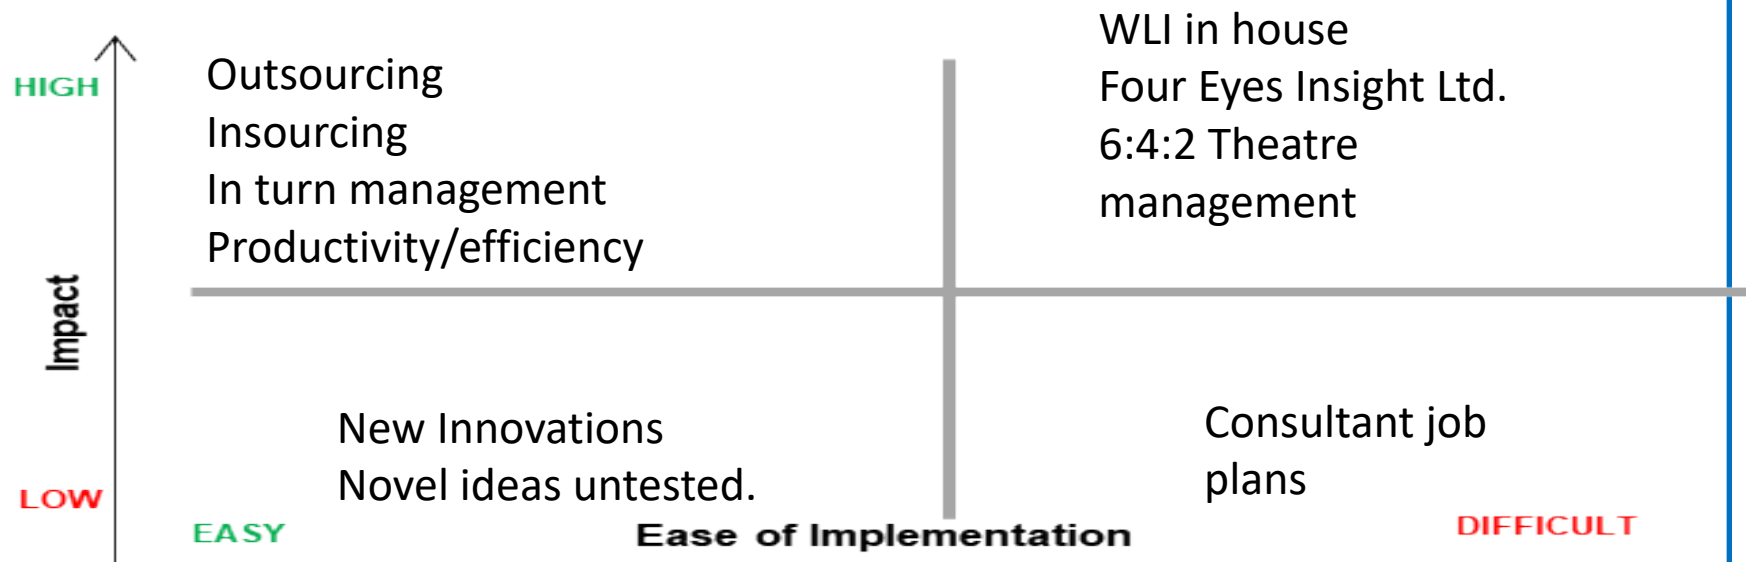 HIGH
Outsourcing
Insourcing
In turn management
Productivity/efficiency
WLI in house
Four Eyes Insight Ltd.
6:4:2 Theatre
management
Impact
New Innovations
Novel ideas untested.
Consultant job
plans
LOW
EASY
Ease of Implementation
DIFFICULT